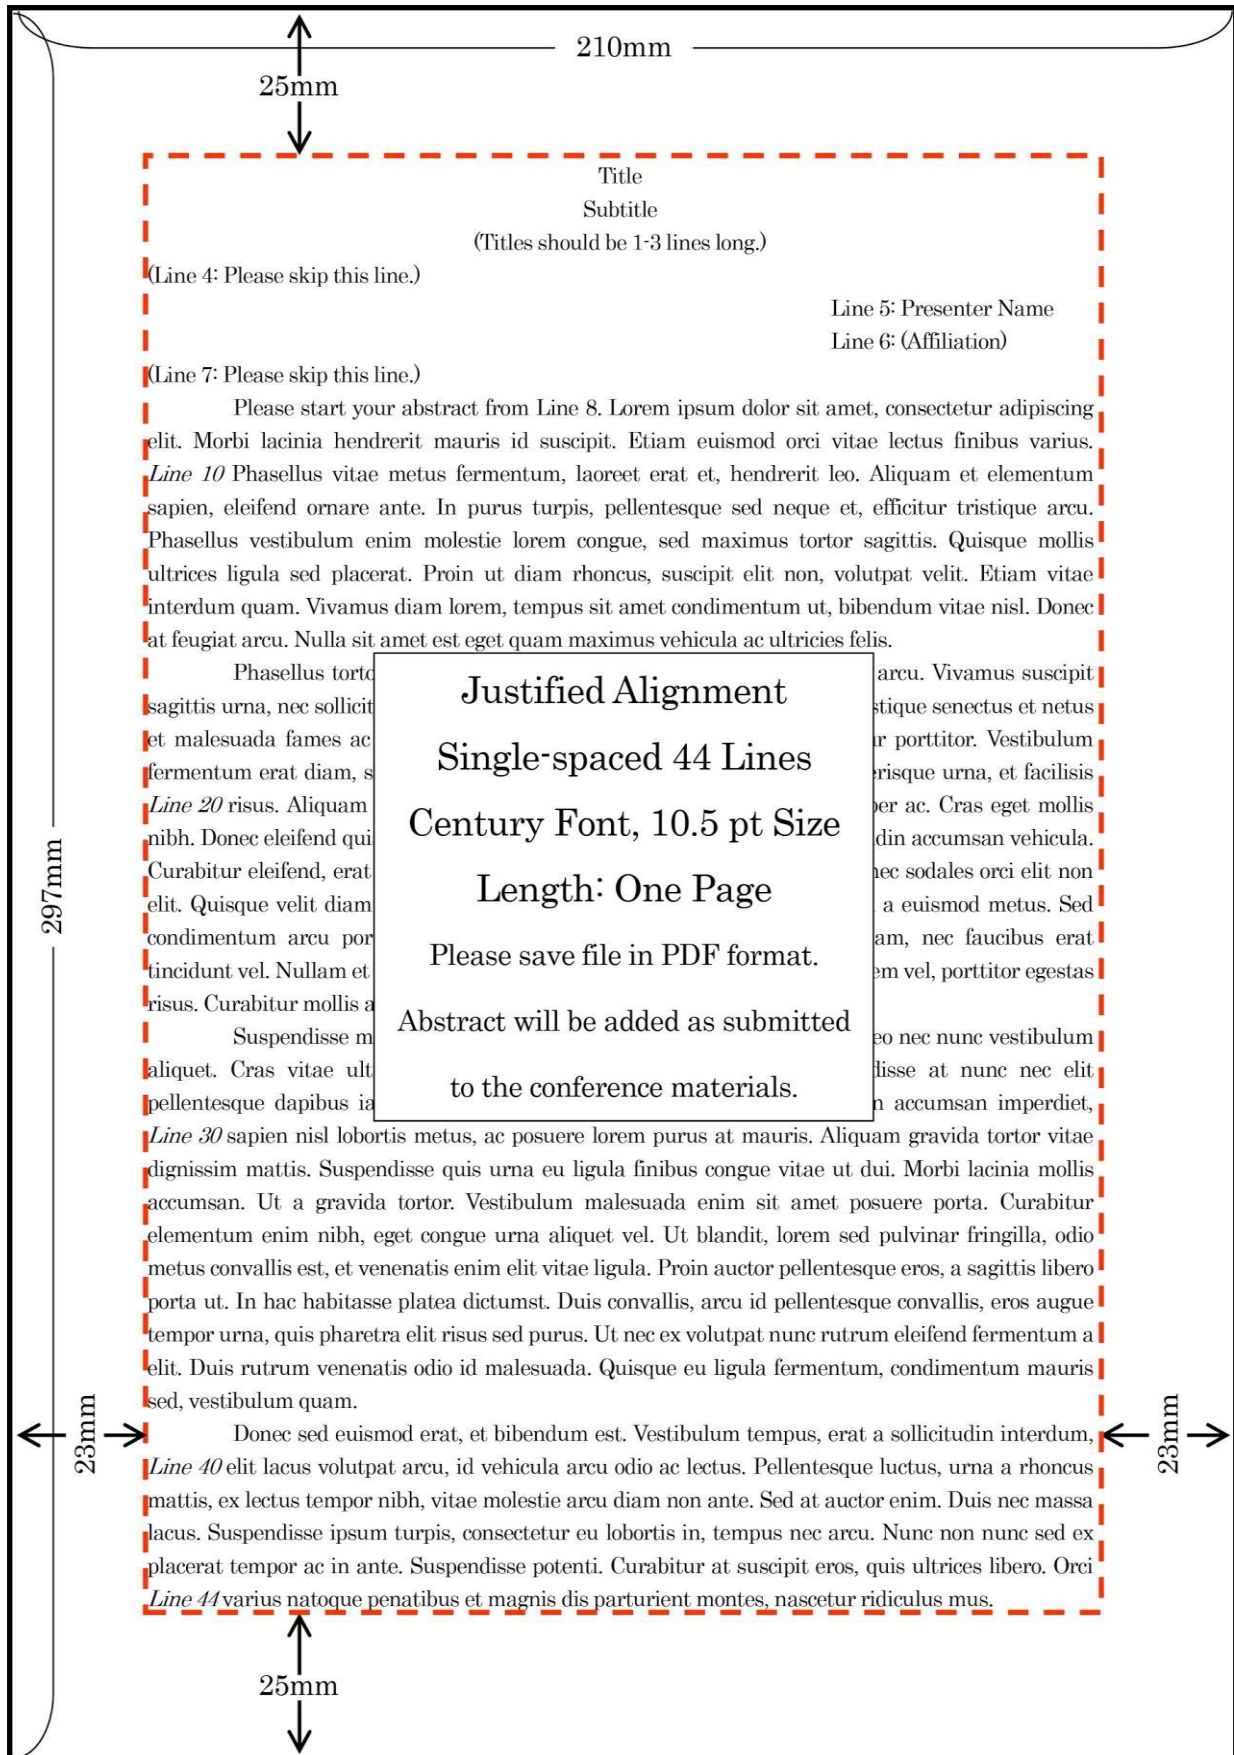 210mm
25mm
Title
Subtitle
(Titles should be 1-3 lines long.)
(Line 4: Please skip this line.)
Line 5: Presenter Name
Line 6: (Affiliation)
(Line 7: Please skip this line.)
Please start your abstract from Line 8. Lorem ipsum dolor sit amet, consectetur adipiscing
elit. Morbi lacinia hendrerit mauris id suscipit. Etiam euismod orci vitae lectus finibus varius.
Line 10 Phasellus vitae metus fermentum, laoreet erat et, hendrerit leo. Aliquam et elementum
sapien, eleifend ornare ante. In purus turpis, pellentesque sed neque et, efficitur tristique arcu.
Phasellus vestibulum enim molestie lorem congue, sed maximus tortor sagittis. Quisque mollis
ultrices ligula sed placerat. Proin ut diam rhoncus, suscipit elit non, volutpat velit. Etiam vitae
interdum quam. Vivamus diam lorem, tempus sit amet condimentum ut, bibendum vitae nisl. Donec
at feugiat arcu. Nulla sit amet est eget quam maximus vehicula ac ultricies felis.
Phasellus arcu. Vivamus suscipit
sagittis urna, nec senectus et netus
et malesuada fames ac porttitor. Vestibulum
fermentum erat diam, urna, et facilisis
Line 20 risus. Aliquam ac. Cras eget mollis
nibh. Donec eleifend accumsan vehicula.
Curabitur eleifend, erat sodales orci elit non
elit. Quisque velit diam a euismod metus. Sed
condimentum arcu nec faucibus erat
tincidunt vel. Nullam et vel, porttitor egestas
risus. Curabitur mollis
Suspendisse nec nunc vestibulum
aliquet. Cras vitae at nunc nec elit
pellentesque dapibus accumsan imperdiet,
Justified Alignment
Single-spaced 44 Lines
Century Font, 10.5 pt Size
Length: One Page
Please save file in PDF format.
Abstract will be added as submitted
to the conference materials.
Line 30 sapien nisl lobortis metus, ac posuere lorem purus at mauris. Aliquam gravida tortor vitae
dignissim mattis. Suspendisse quis urna eu ligula finibus congue vitae ut dui. Morbi lacinia mollis
accumsan. Ut a gravida tortor. Vestibulum malesuada enim sit amet posuere porta. Curabitur
elementum enim nibh, eget congue urna aliquet vel. Ut blandit, lorem sed pulvinar fringilla, odio
metus convallis est, et venenatis enim elit vitae ligula. Proin auctor pellentesque eros, a sagittis libero
porta ut. In hac habitasse platea dictumst. Duis convallis, arcu id pellentesque convallis, eros augue
tempor urna, quis pharetra elit risus sed purus. Ut nec ex volutpat nunc rutrum eleifend fermentum a
elit. Duis rutrum venenatis odio id malesuada. Quisque eu ligula fermentum, condimentum mauris
sed, vestibulum quam.
Donec sed euismod erat, et bibendum est. Vestibulum tempus, erat a sollicitudin interdum,
Line 40 elit lacus volutpat arcu, id vehicula arcu odio ac lectus. Pellentesque luctus, urna a rhoncus
mattis, ex lectus tempor nibh, vitae molestie arcu diam non ante. Sed at auctor enim. Duis nec massa
lacus. Suspendisse ipsum turpis, consectetur eu lobortis in, tempus nec arcu. Nunc non nunc sed ex
placerat tempor ac in ante. Suspendisse potenti. Curabitur at suscipit eros, quis ultrices libero. Orci
Line 44 varius natoque penatibus et magnis dis parturient montes, nascetur ridiculus mus.
297mm
23mm
23mm
25mm